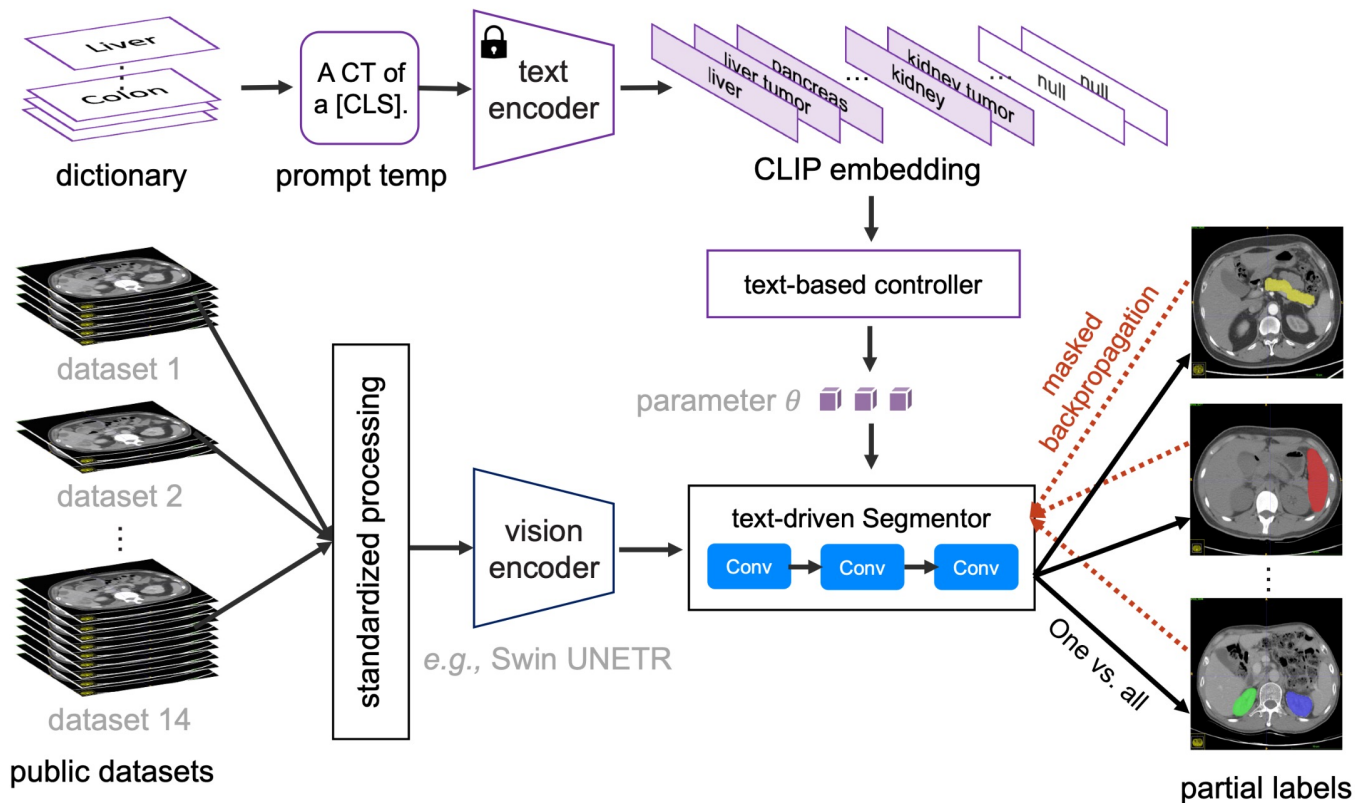 Liver
Colon
dictionary
A CT of
a [CLS].
prompt temp
text
encoder
liver
liver tumor
pancreas
...
kidney
kidney tumor
...
null
null
CLIP embedding
text-based controller
parameter θ
dataset 1
dataset 2
dataset 14
public datasets
standardized processing
vision
encoder
e.g., Swin UNETR
text-driven Segmentor
Conv
Conv
Conv
masked
backpropagation
One vs. all
partial labels